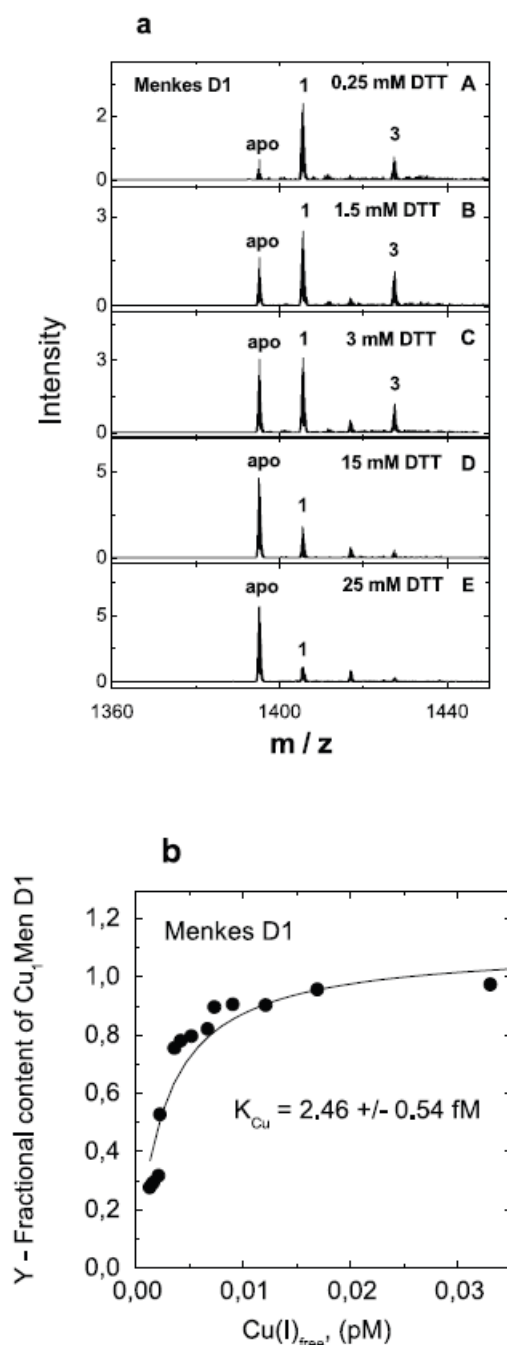 a
Menkes D1
0.25 mM DTT A
apo 1 3
2
0
1.5 mM DTT B
apo 1 3
3
0
3 mM DTT C
apo 1 3
3
0
15 mM DTT D
apo 1
5
0
25 mM DTT E
apo 1
5
0
Intensity
1360 1400 1440
m / z
b
Menkes D1
K_Cu = 2.46 +/- 0.54 fM
1,2
1,0
0,8
0,6
0,4
0,2
0,0
Y - Fractional content of Cu₁Men D1
0,00 0,01 0,02 0,03
Cu(I)_free, (pM)